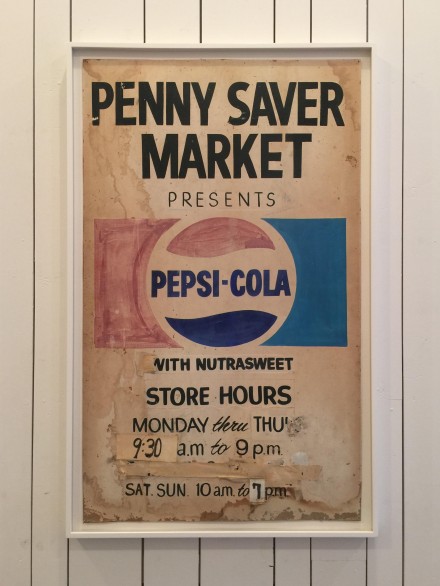 PENNY SAVER
MARKET
PRESENTS
PEPSI-COLA
WITH NUTRASWEET
STORE HOURS
MONDAY thru THU'
9:30 a.m to 9 p.m.
SAT. SUN. 10 a.m. to 7 p.m.